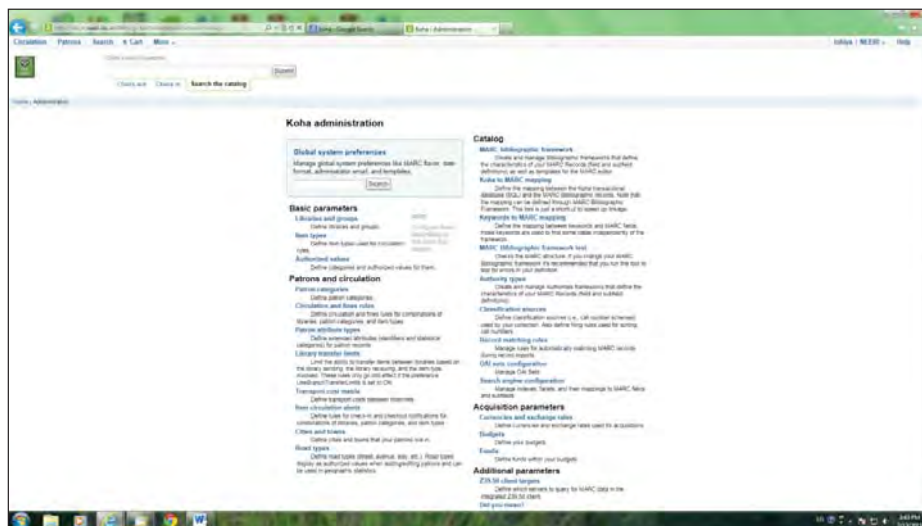 Koha - Google Search
Koha › Administration
Circulation Patrons Search Cart More
NEERI Help
Submit
Check out Check in Search the catalog
Home › Administration
Koha administration
Global system preferences
Manage global system preferences like MARC flavor, date
format, administrator email, and templates.
Search
Basic parameters
Libraries and groups
Define libraries and groups.
Item types
Define item types used for circulation
rules.
Authorized values
Define categories and authorized values for them.
Patrons and circulation
Patron categories
Define patron categories.
Circulation and fines rules
Define circulation and fines rules for combinations of
libraries, patron categories, and item types.
Patron attribute types
Define extended attributes (identifiers and statistical
categories) for patron records
Library transfer limits
Limit the ability to transfer items between libraries based on
the library sending, the library receiving, and the item type
involved. These rules only go into effect if the preference
UseBranchTransferLimits is set to ON.
Transport cost matrix
Define transport costs between branches
Item circulation alerts
Define rules for check-in and checkout notifications for
combinations of libraries, patron categories, and item types
Cities and towns
Define cities and towns that your patrons live in.
Road types
Define road types (street, avenue, way, etc.). Road types
display as authorized values when adding/editing patrons and can
be used in geographic statistics.
Catalog
MARC bibliographic framework
Create and manage Bibliographic frameworks that define
the characteristics of your MARC Records (field and subfield
definitions) as well as templates for the MARC editor.
Koha to MARC mapping
Define the mapping between the Koha transactional
database (SQL) and the MARC Bibliographic records. Note that
the mapping can be defined through MARC Bibliographic
Framework. This tool is just a shortcut to speed up linkage.
Keywords to MARC mapping
Define the mapping between keywords and MARC fields,
those keywords are used to find some datas independently of the
framework.
MARC Bibliographic framework test
Checks the MARC structure. If you change your MARC
Bibliographic framework it's recommended that you run this tool to
test for errors in your definition.
Authority types
Create and manage Authorities frameworks that define the
characteristics of your MARC Records (field and subfield
definitions).
Classification sources
Define classification sources (i.e., call number schemes)
used by your collection. Also define filing rules used for sorting
call numbers.
Record matching rules
Manage rules for automatically matching MARC records
during record imports.
OAI sets configuration
Manage OAI Sets
Search engine configuration
Manage indexes, facets, and their mappings to MARC fields
and subfields.
Acquisition parameters
Currencies and exchange rates
Define currencies and exchange rates used for acquisitions.
Budgets
Define your budgets
Funds
Define funds within your budgets
Additional parameters
Z39.50 client targets
Define which servers to query for MARC data in the
integrated Z39.50 client.
Did you mean?